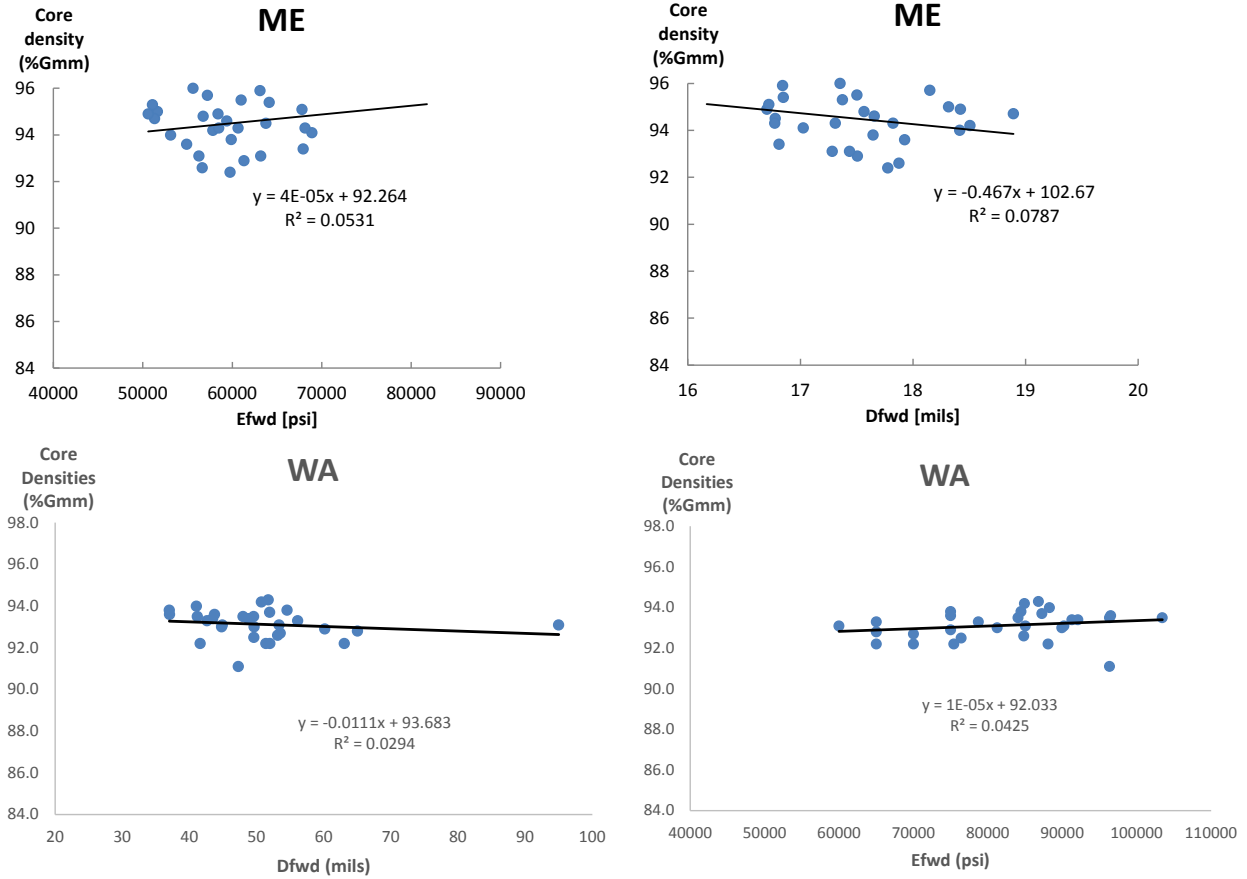 ME
Core
density
(%Gmm)
96
94
92
90
88
86
84
40000 50000 60000 70000 80000 90000
Efwd [psi]
y = 4E-05x + 92.264
R² = 0.0531
ME
Core
density
(%Gmm)
96
94
92
90
88
86
84
16 17 18 19 20
Dfwd [mils]
y = -0.467x + 102.67
R² = 0.0787
WA
Core
Densities
(%Gmm)
98.0
96.0
94.0
92.0
90.0
88.0
86.0
84.0
20 30 40 50 60 70 80 90 100
Dfwd (mils)
y = -0.0111x + 93.683
R² = 0.0294
WA
Core
Densities
(%Gmm)
98.0
96.0
94.0
92.0
90.0
88.0
86.0
84.0
40000 50000 60000 70000 80000 90000 100000 110000
Efwd (psi)
y = 1E-05x + 92.033
R² = 0.0425